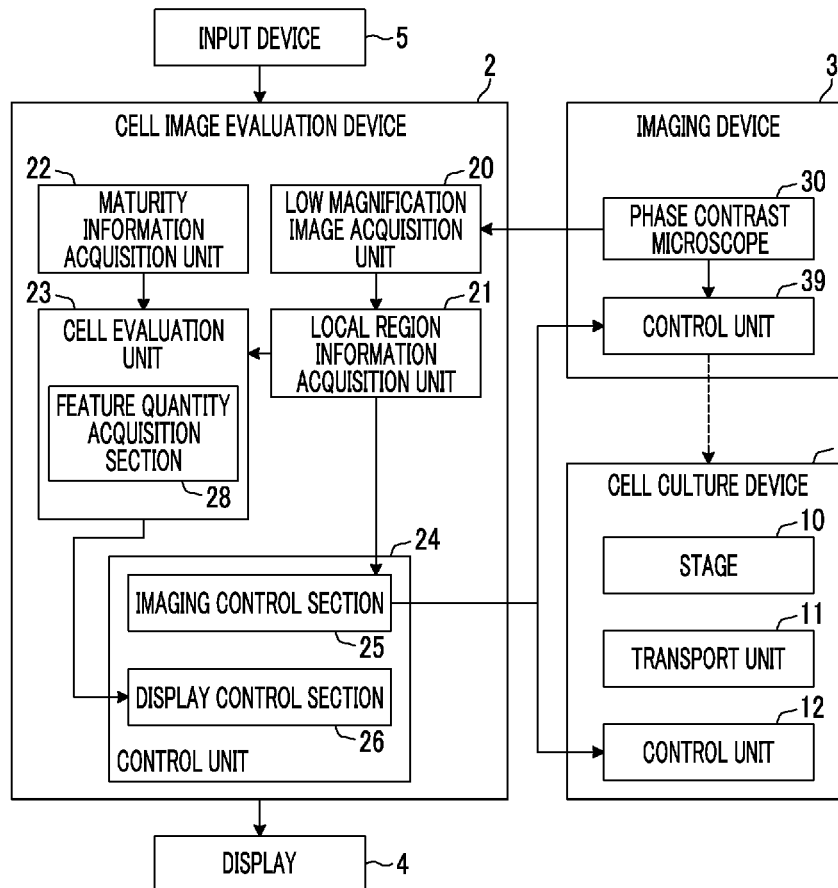 INPUT DEVICE
5
2
CELL IMAGE EVALUATION DEVICE
22
MATURITY
INFORMATION
ACQUISITION UNIT
20
LOW MAGNIFICATION
IMAGE ACQUISITION
UNIT
23
CELL EVALUATION
UNIT
FEATURE QUANTITY
ACQUISITION
SECTION
28
21
LOCAL REGION
INFORMATION
ACQUISITION UNIT
24
IMAGING CONTROL SECTION
25
DISPLAY CONTROL SECTION
26
CONTROL UNIT
DISPLAY
4
3
IMAGING DEVICE
30
PHASE CONTRAST
MICROSCOPE
39
CONTROL UNIT
CELL CULTURE DEVICE
10
STAGE
11
TRANSPORT UNIT
12
CONTROL UNIT